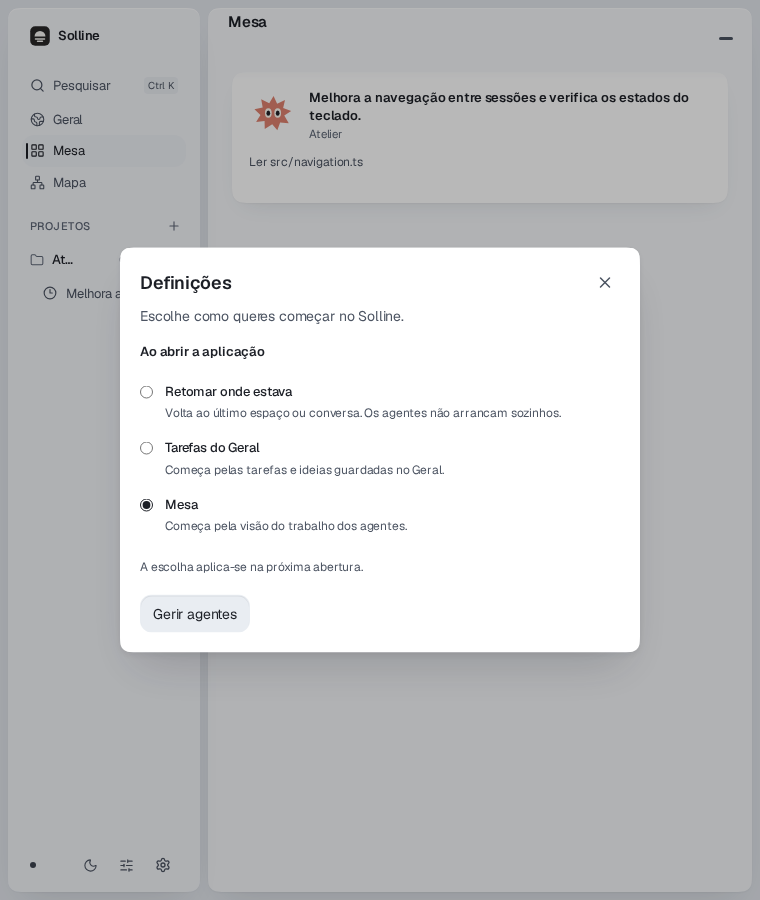 Solline
Pesquisar
Ctrl K
Geral
Mesa
Mapa
PROJETOS
At...
Melhora a
Mesa
Melhora a navegação entre sessões e verifica os estados do
teclado.
Atelier
Ler src/navigation.ts
Definições
Escolhe como queres começar no Solline.
Ao abrir a aplicação
Retomar onde estava
Volta ao último espaço ou conversa. Os agentes não arrancam sozinhos.
Tarefas do Geral
Começa pelas tarefas e ideias guardadas no Geral.
Mesa
Começa pela visão do trabalho dos agentes.
A escolha aplica-se na próxima abertura.
Gerir agentes